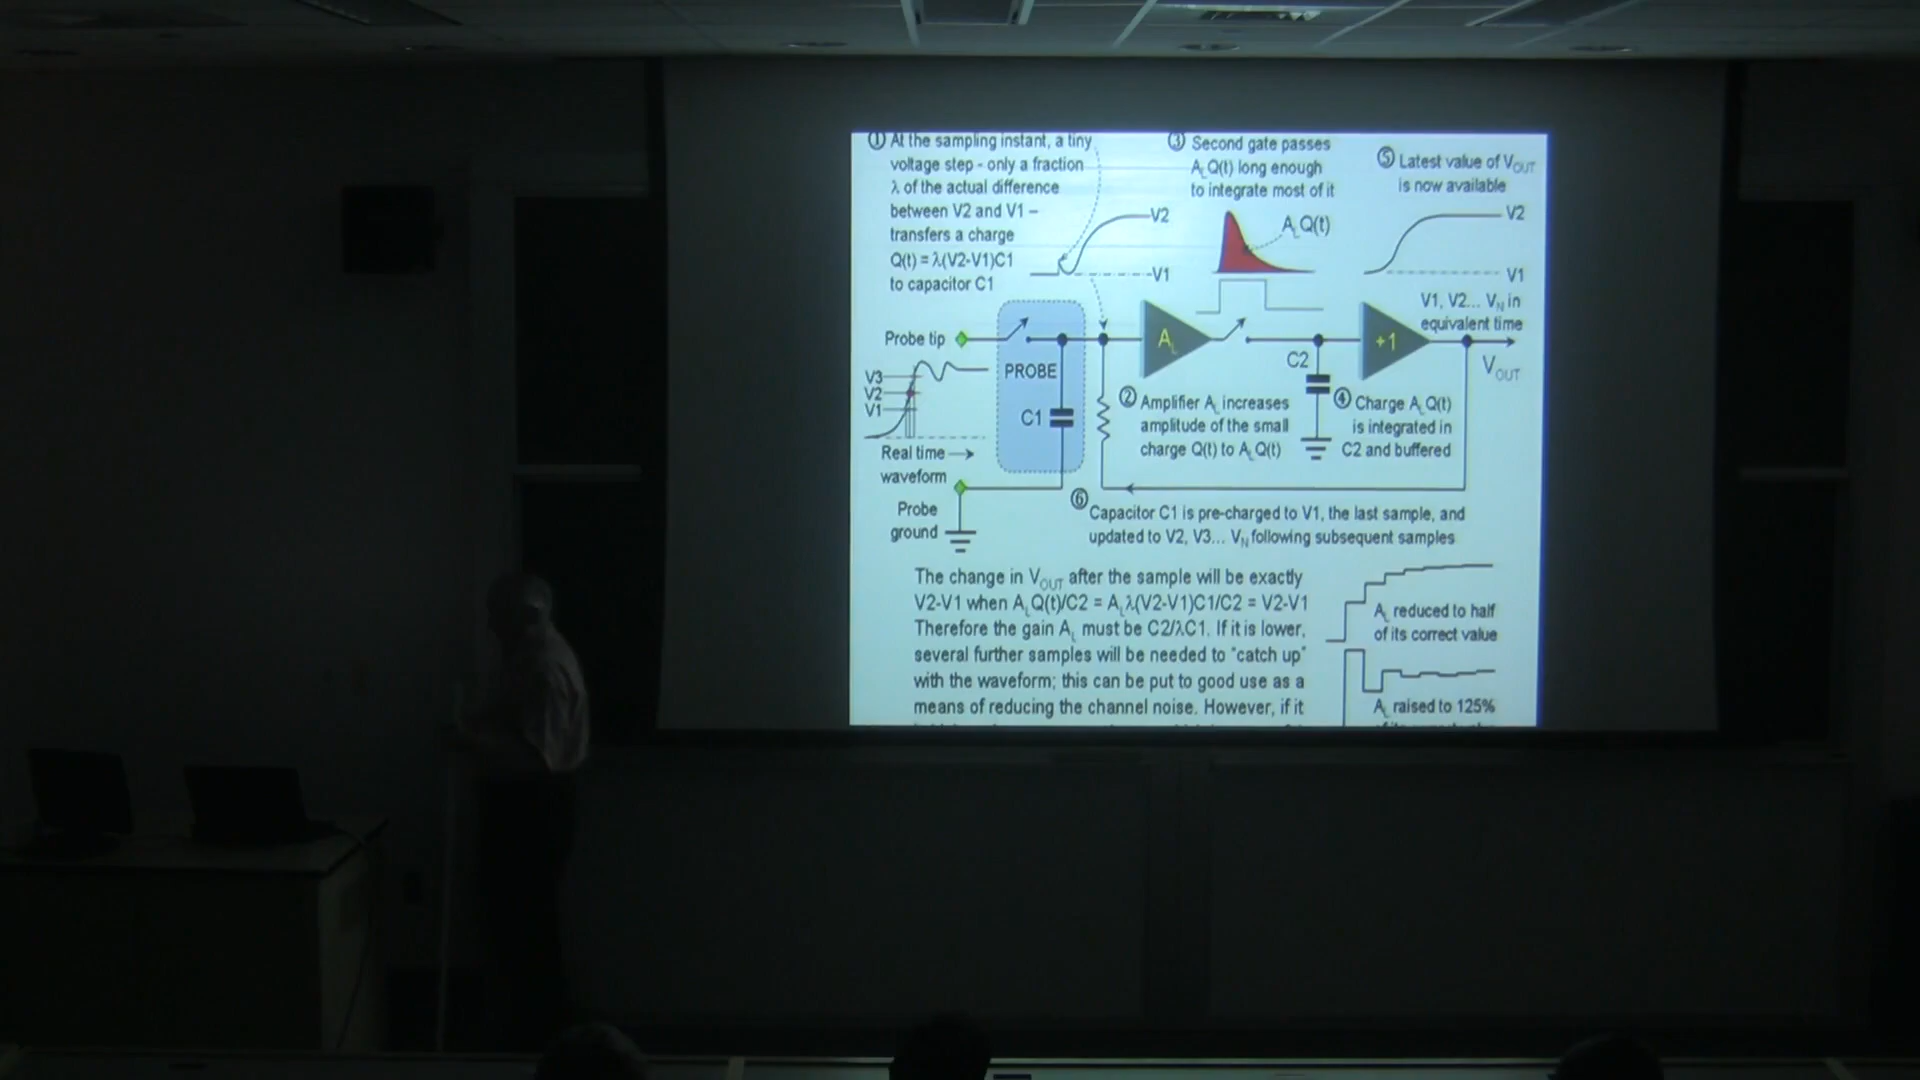 ① At the sampling instant, a tiny
voltage step - only a fraction
λ of the actual difference
between V2 and V1 –
transfers a charge
Q(t) = λ(V2-V1)C1
to capacitor C1
V2
V1
③ Second gate passes
ALQ(t) long enough
to integrate most of it
ALQ(t)
⑤ Latest value of VOUT
is now available
V2
V1
V1, V2... VN in
equivalent time
Probe tip
PROBE
C1
AL
C2
+1
VOUT
V3
V2
V1
Real time
waveform
Probe
ground
② Amplifier AL increases
amplitude of the small
charge Q(t) to ALQ(t)
④ Charge ALQ(t)
is integrated in
C2 and buffered
⑥ Capacitor C1 is pre-charged to V1, the last sample, and
updated to V2, V3... VN following subsequent samples
The change in VOUT after the sample will be exactly
V2-V1 when ALQ(t)/C2 = ALλ(V2-V1)C1/C2 = V2-V1
Therefore the gain AL must be C2/λC1. If it is lower,
several further samples will be needed to "catch up"
with the waveform; this can be put to good use as a
means of reducing the channel noise. However, if it
AL reduced to half
of its correct value
AL raised to 125%